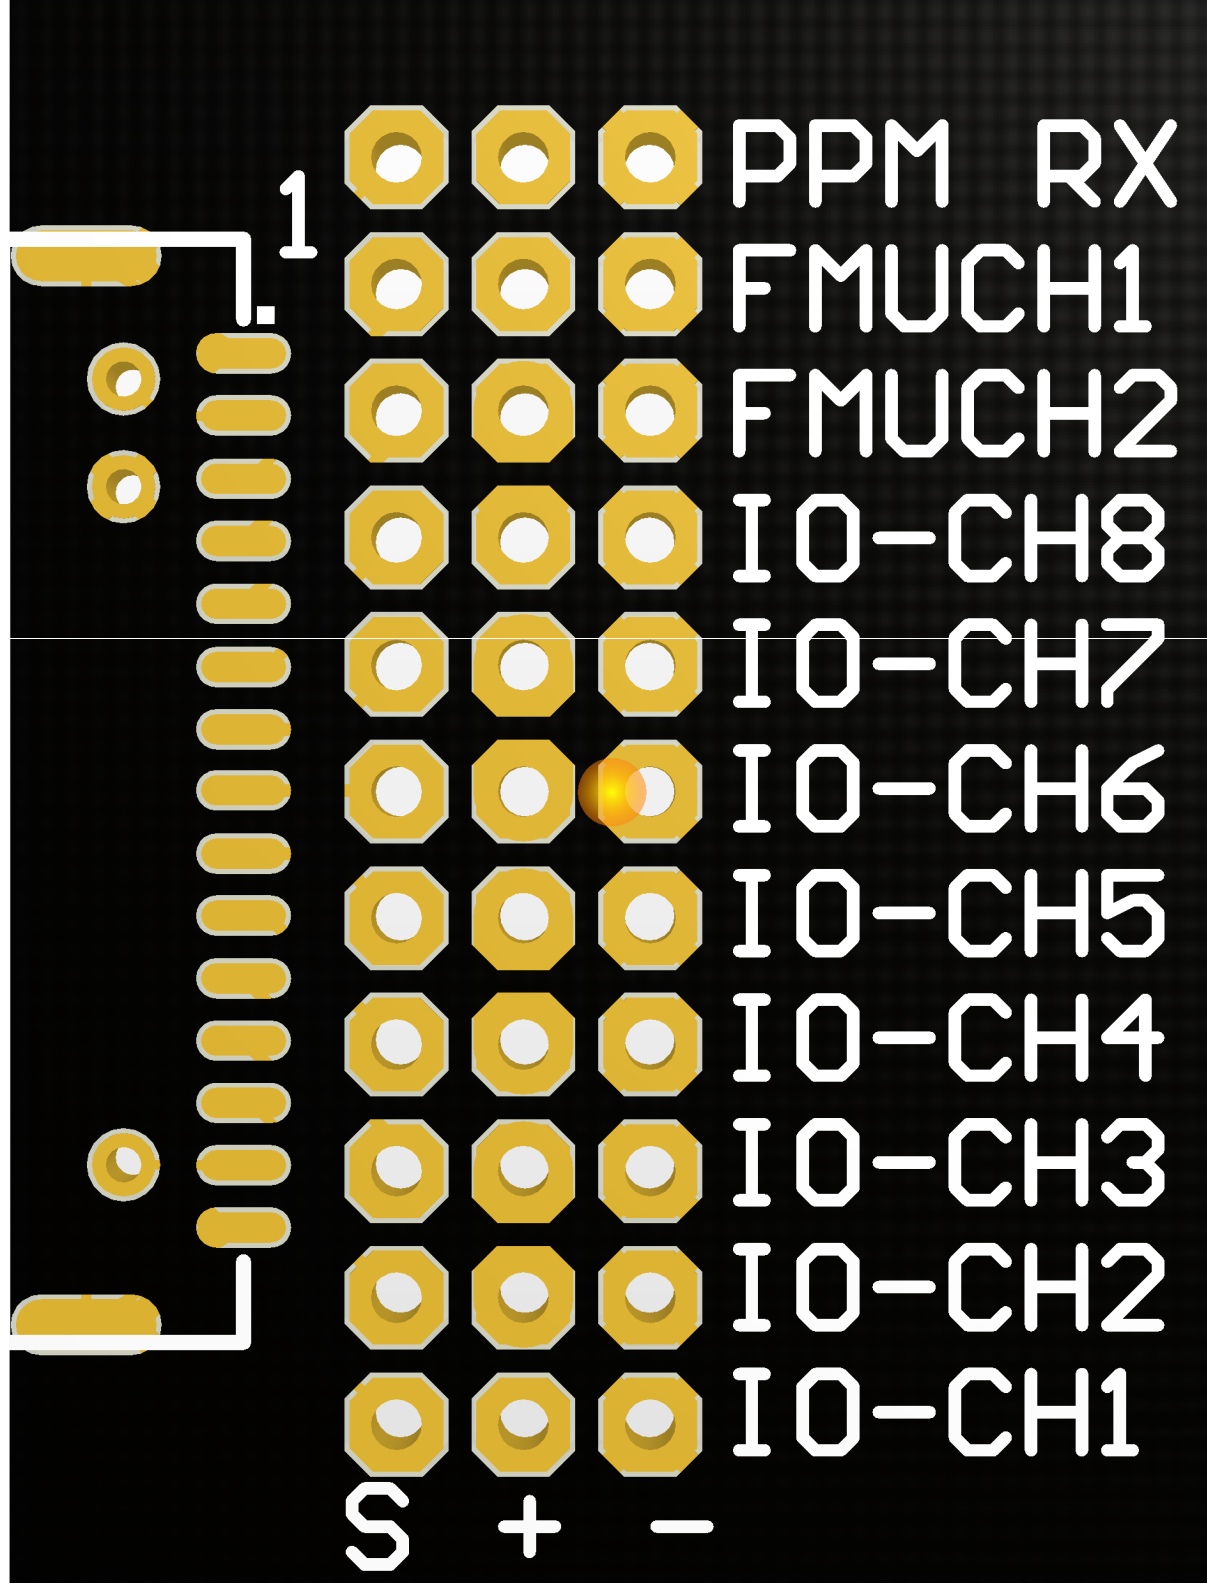 1
PPM RX
FMUCH1
FMUCH2
IO-CH8
IO-CH7
IO-CH6
IO-CH5
IO-CH4
IO-CH3
IO-CH2
IO-CH1
S + -